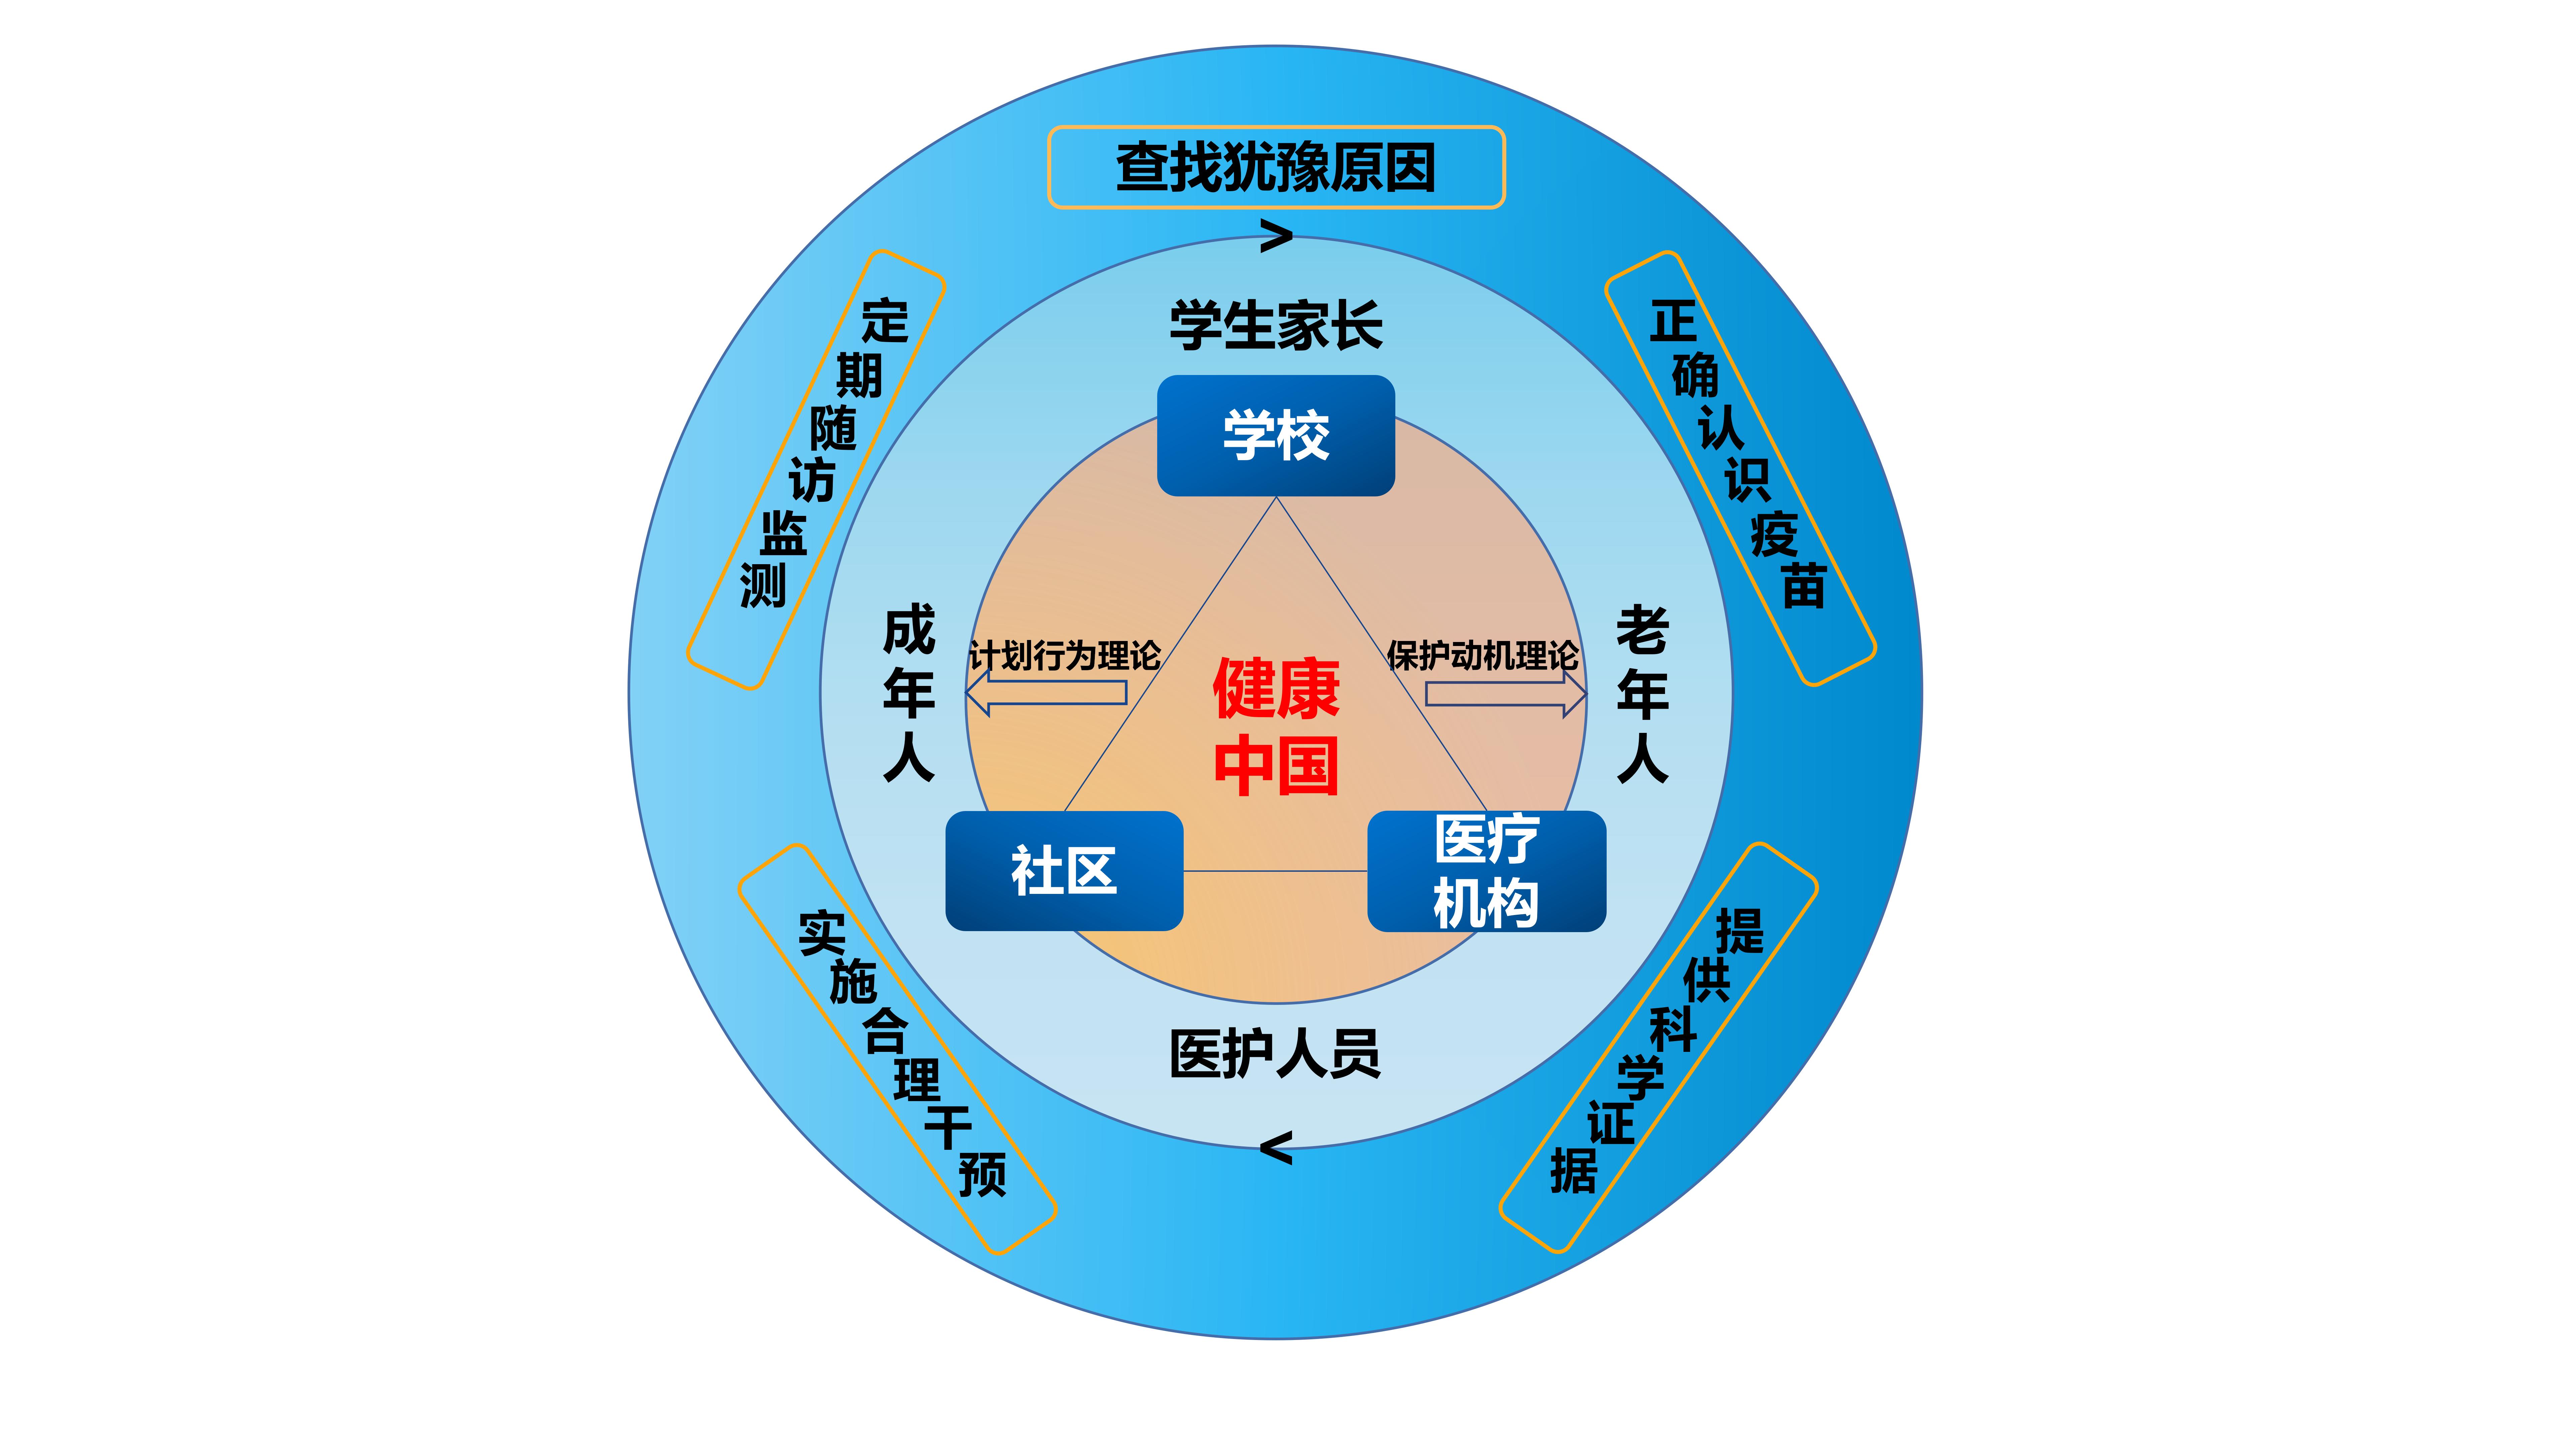 查找犹豫原因
>
定期随访监测
正确认识疫苗
学生家长
学校
成年人
计划行为理论
健康
中国
保护动机理论
老年人
社区
医疗
机构
实施合理干预
提供科学证据
医护人员
<